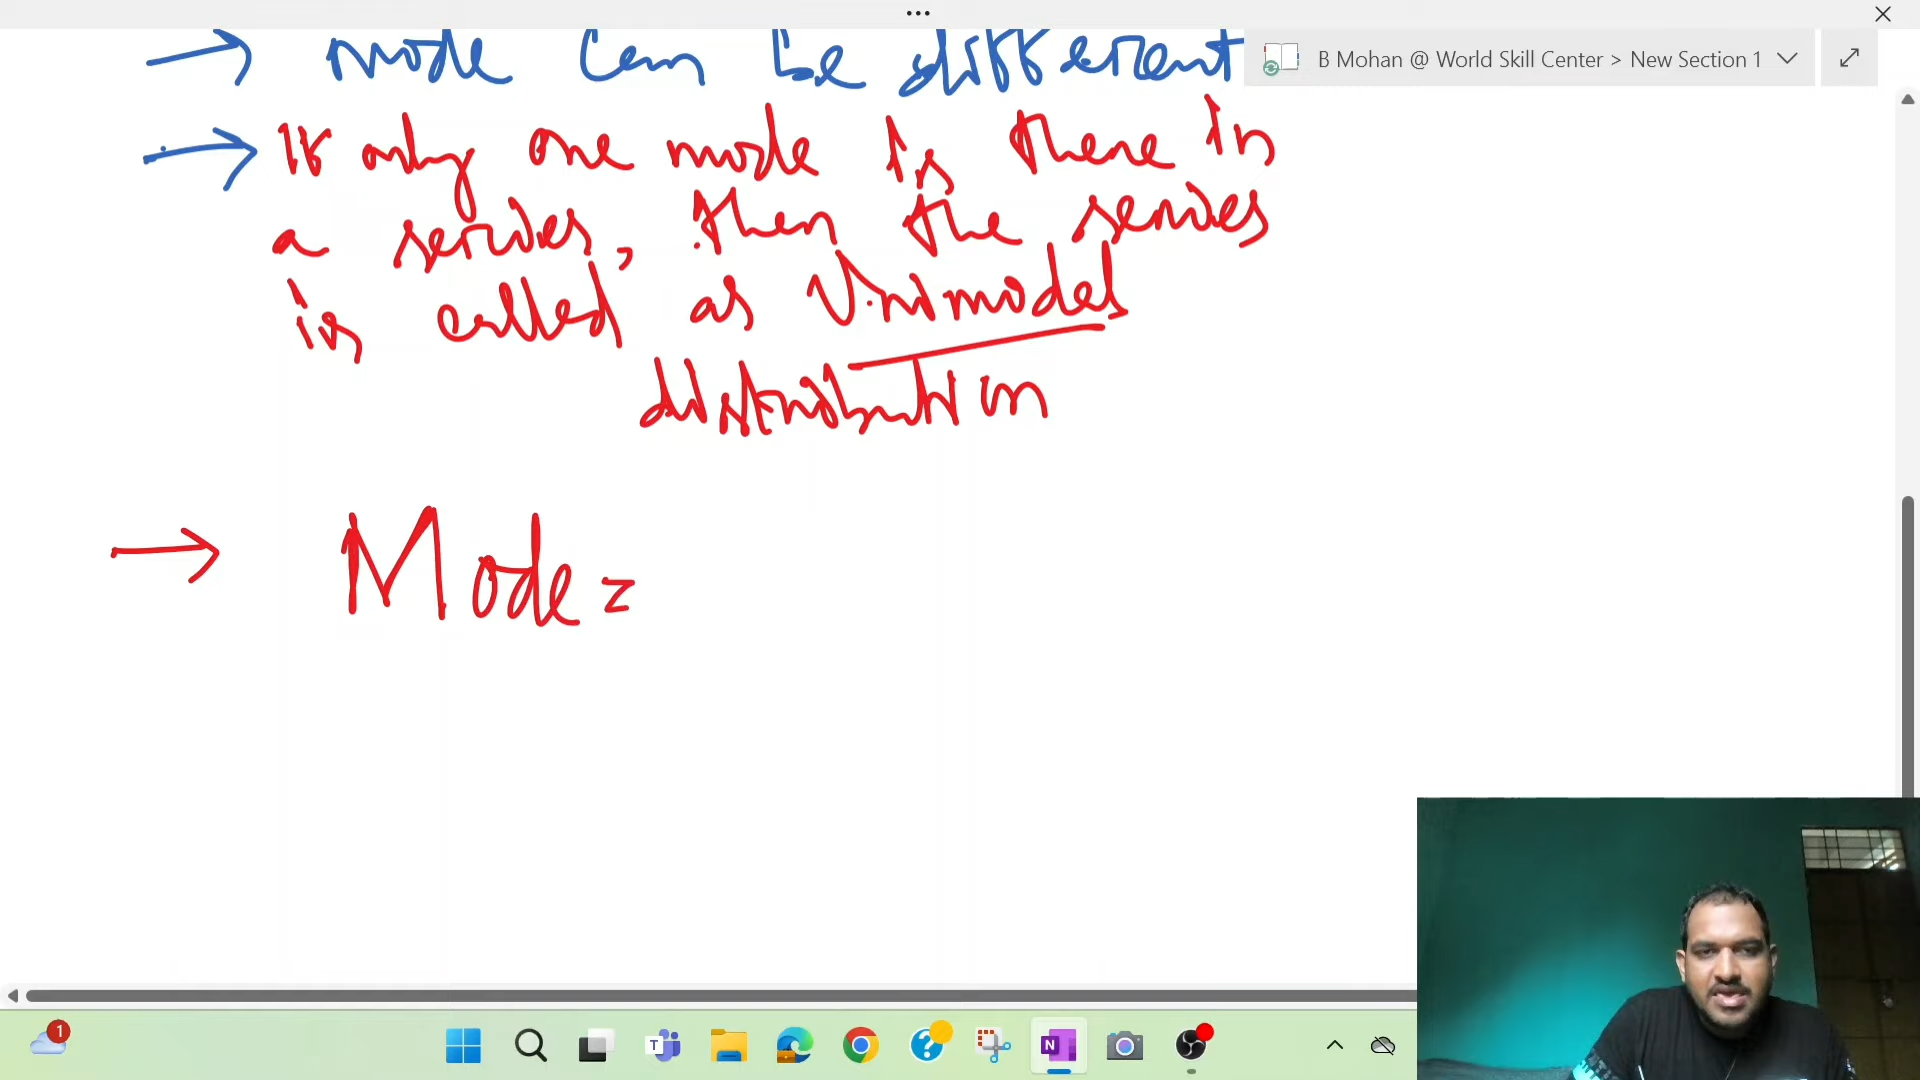 ...
→ mode can be different
B Mohan @ World Skill Center > New Section 1
→ If only one mode is there in
a series, then the series
is called as Unimodel
distribution
→ Mode =
1